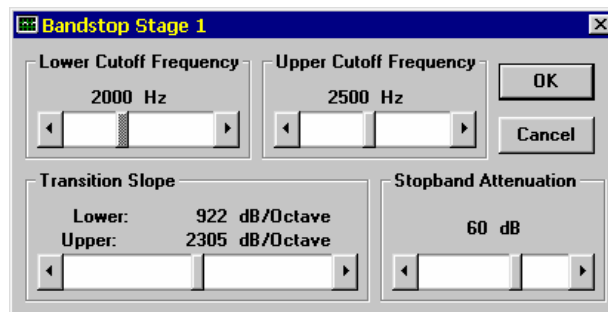 Bandstop Stage 1
Lower Cutoff Frequency
2000 Hz
Upper Cutoff Frequency
2500 Hz
OK
Cancel
Transition Slope
Lower: 922 dB/Octave
Upper: 2305 dB/Octave
Stopband Attenuation
60 dB